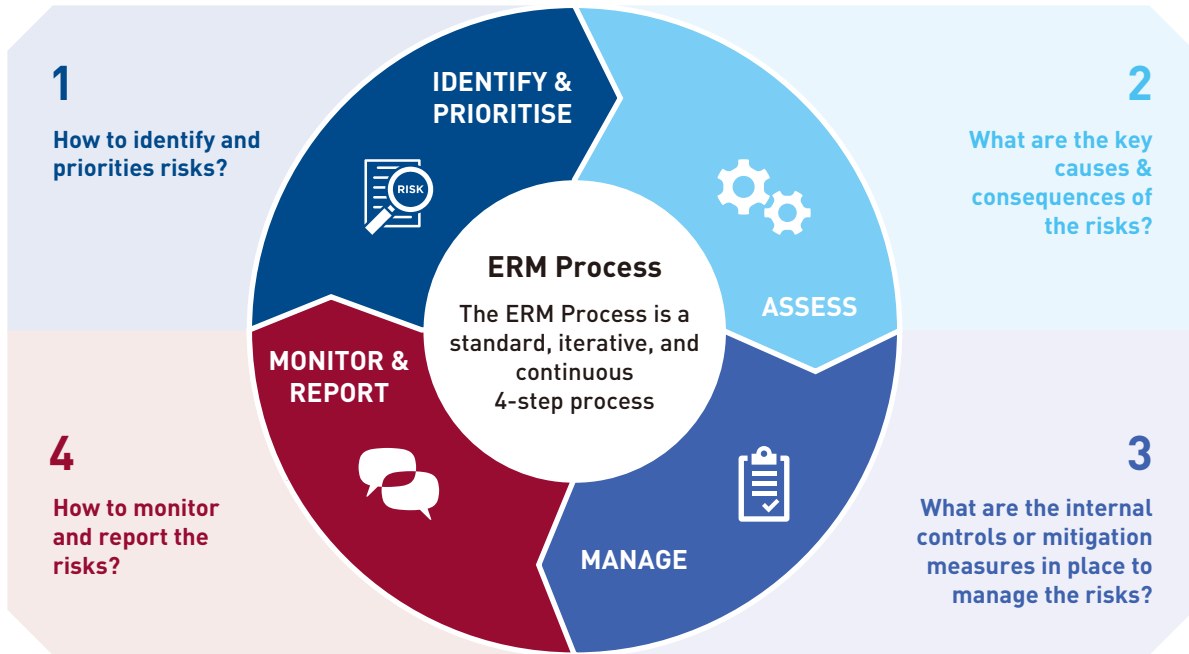 1
How to identify and
priorities risks?
IDENTIFY &
PRIORITISE
RISK
2
What are the key
causes &
consequences of
the risks?
ASSESS
ERM Process
The ERM Process is a
standard, iterative, and
continuous
4-step process
3
What are the internal
controls or mitigation
measures in place to
manage the risks?
MANAGE
4
How to monitor
and report the
risks?
MONITOR &
REPORT